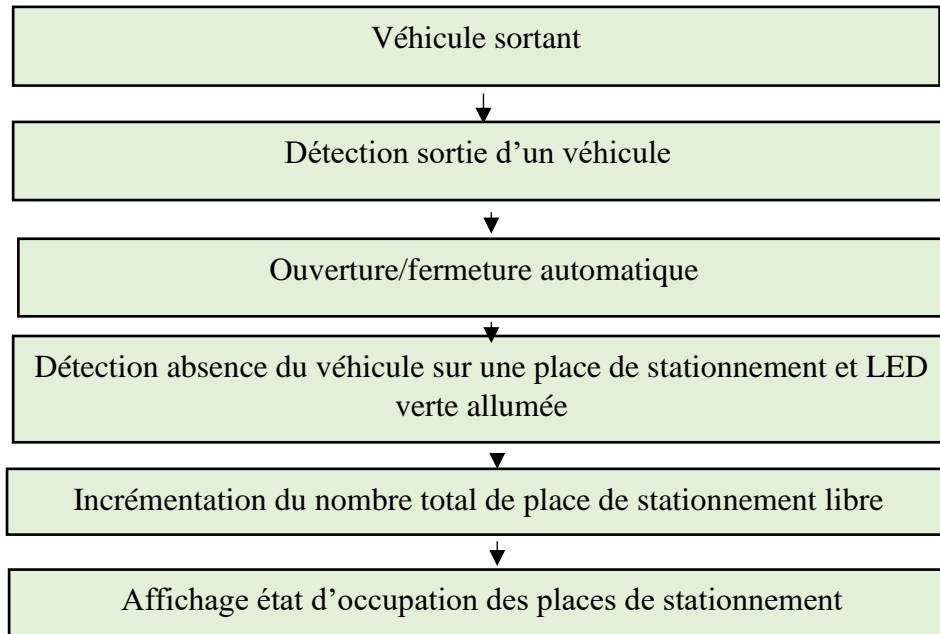 Véhicule sortant
Détection sortie d’un véhicule
Ouverture/fermeture automatique
Détection absence du véhicule sur une place de stationnement et LED
verte allumée
Incrémentation du nombre total de place de stationnement libre
Affichage état d’occupation des places de stationnement